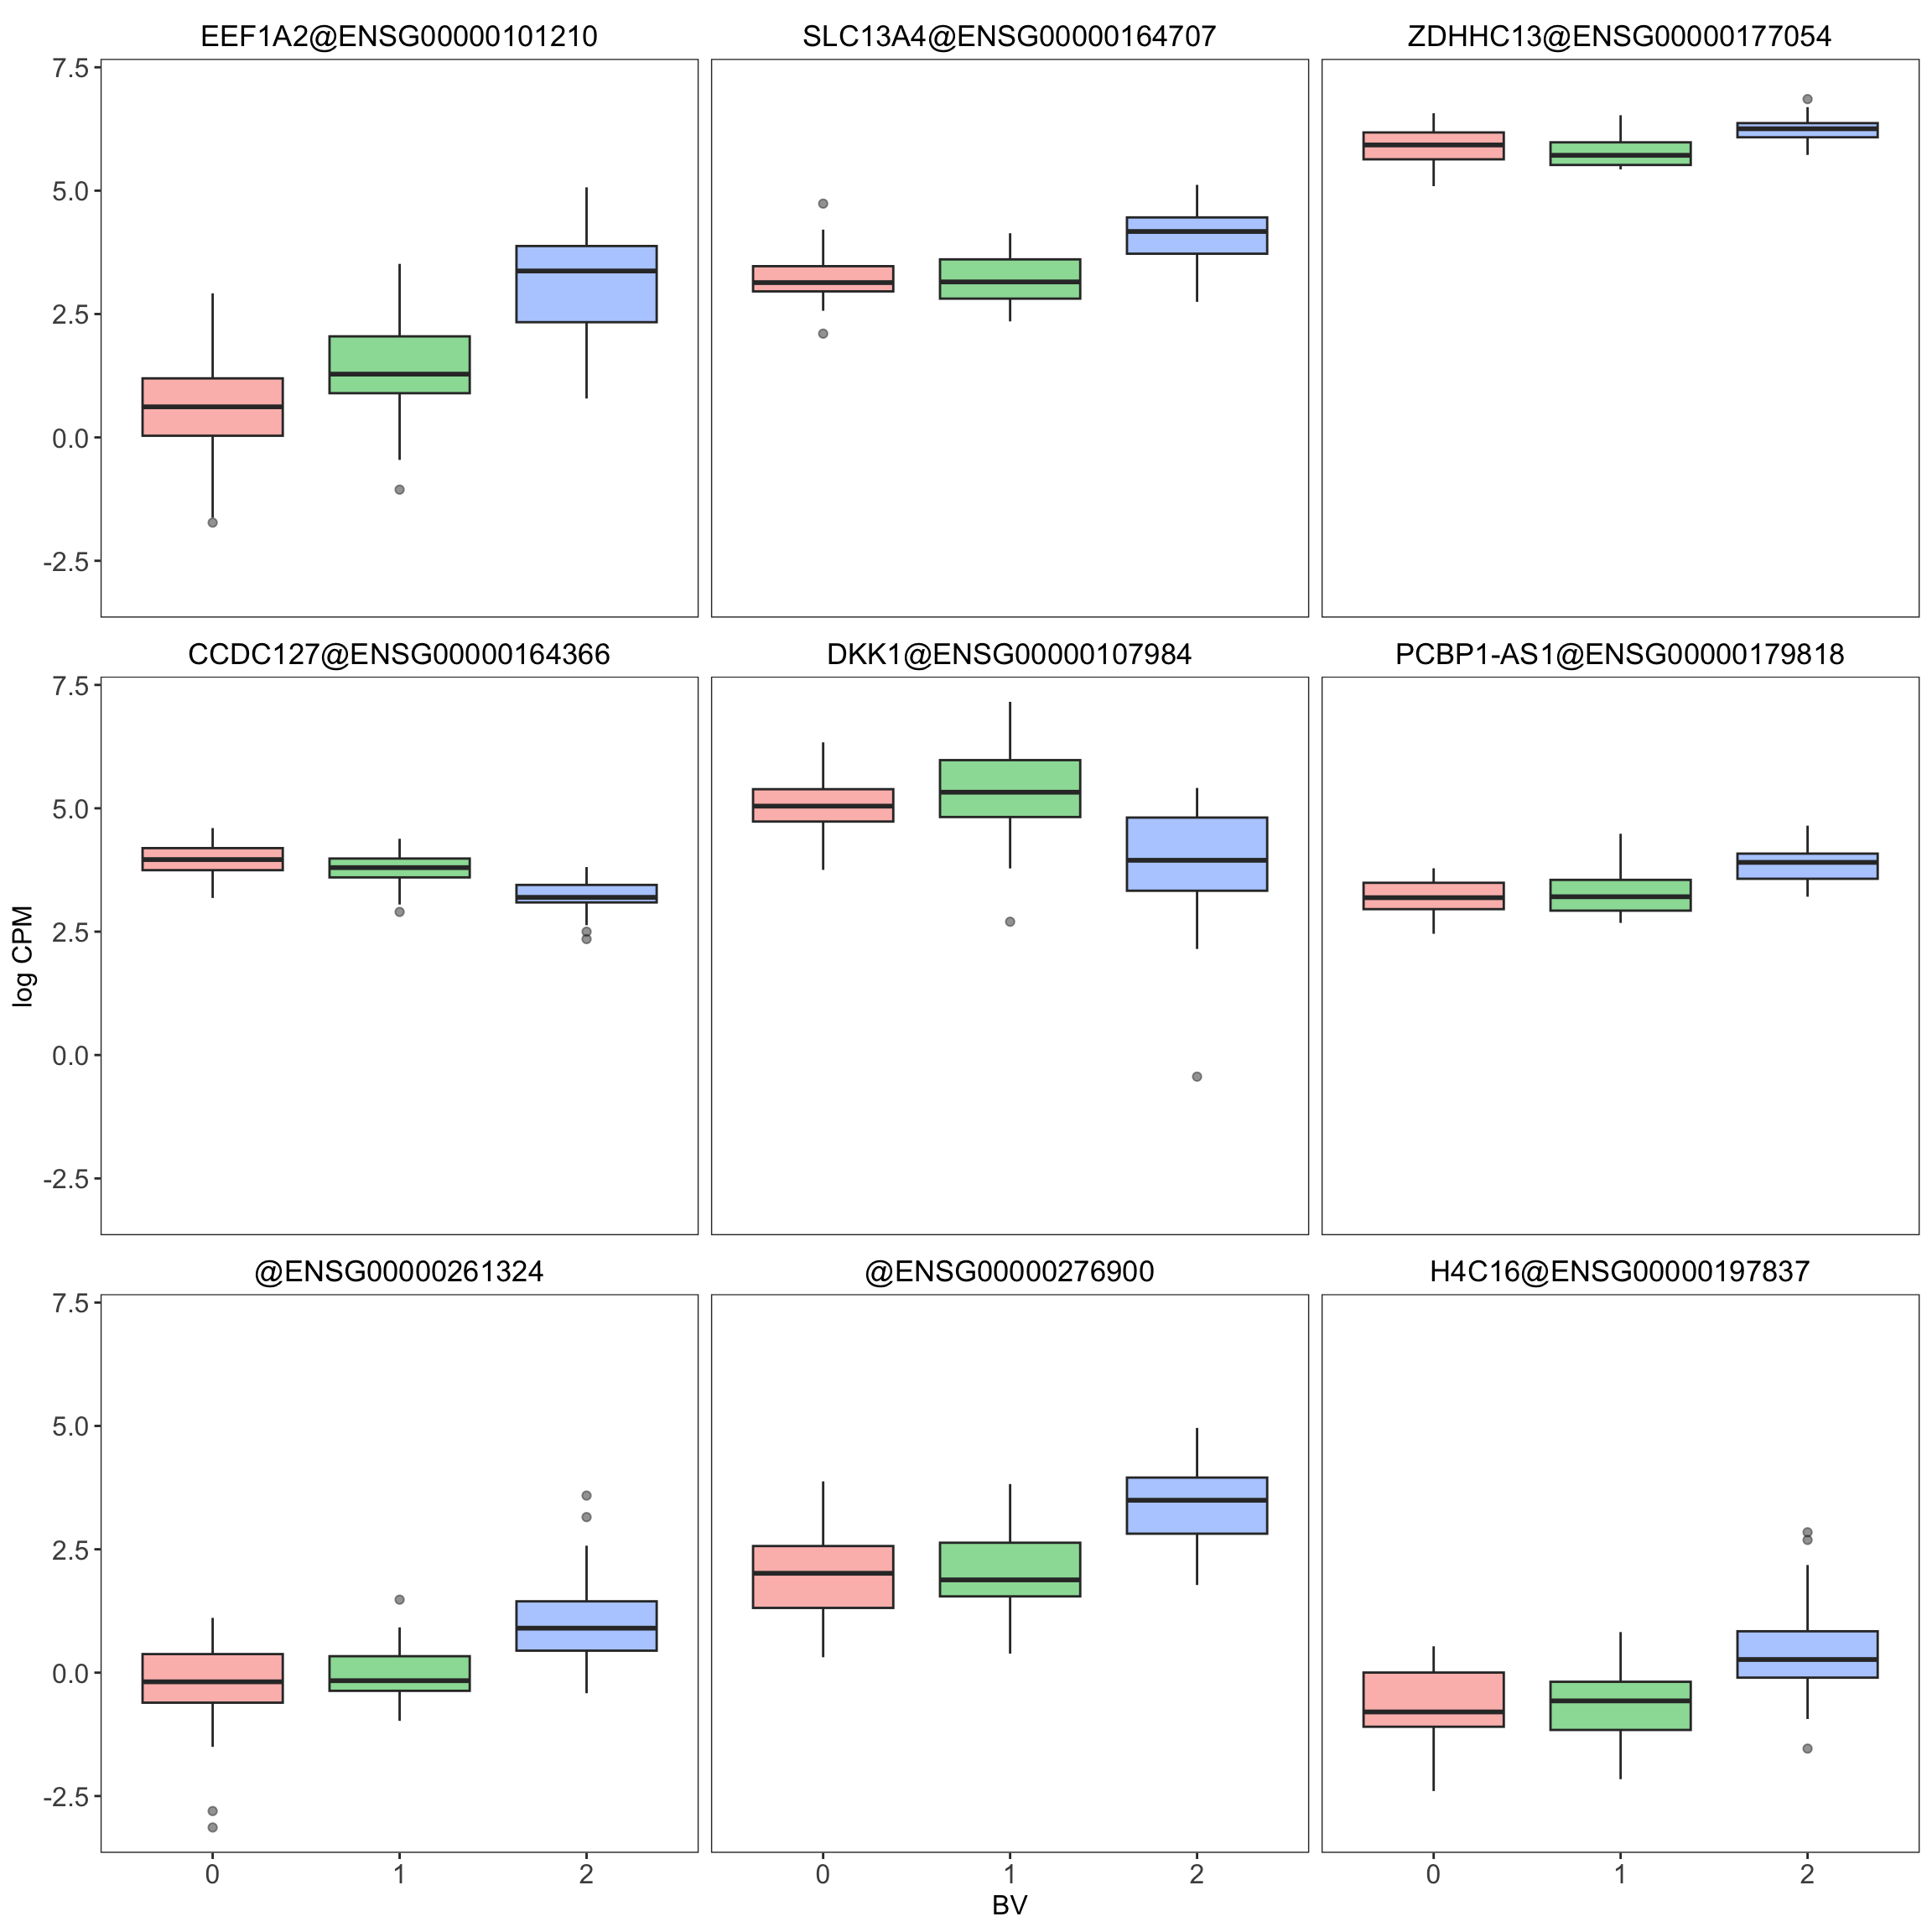 EEF1A2@ENSG00000101210 SLC13A4@ENSG00000164707 ZDHHC13@ENSG00000177054
7.5
5.0
2.5
0.0
-2.5
CCDC127@ENSG00000164366 DKK1@ENSG00000107984 PCBP1-AS1@ENSG00000179818
7.5
5.0
2.5
0.0
-2.5
log CPM
@ENSG00000261324 @ENSG00000276900 H4C16@ENSG00000197837
7.5
5.0
2.5
0.0
-2.5
0 1 2 0 1 2 0 1 2
BV